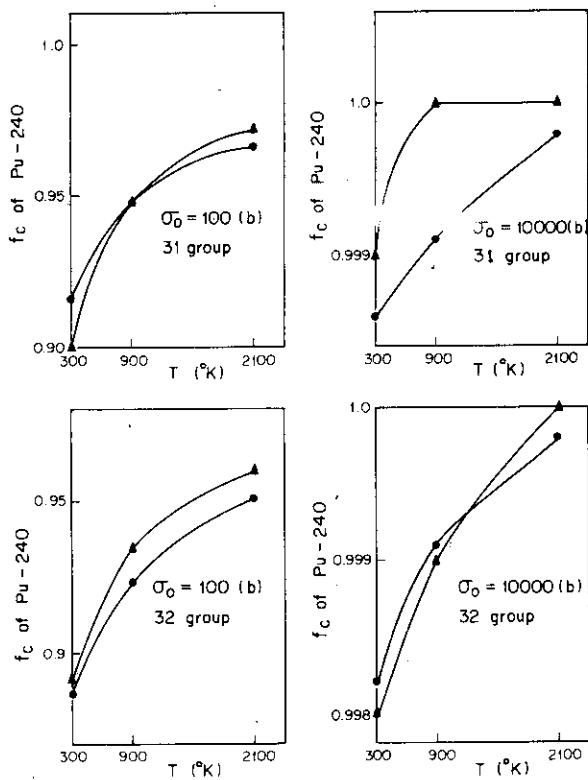 1.0
0.95
0.90
fc of Pu-240
σ0 = 100 (b)
31 group
300 900 2100
T (°K)
1.0
0.999
fc of Pu-240
σ0 = 10000 (b)
31 group
300 900 2100
T (°K)
0.95
0.9
fc of Pu-240
σ0 = 100 (b)
32 group
300 900 2100
T (°K)
1.0
0.999
0.998
fc of Pu-240
σ0 = 10000 (b)
32 group
300 900 2100
T (°K)